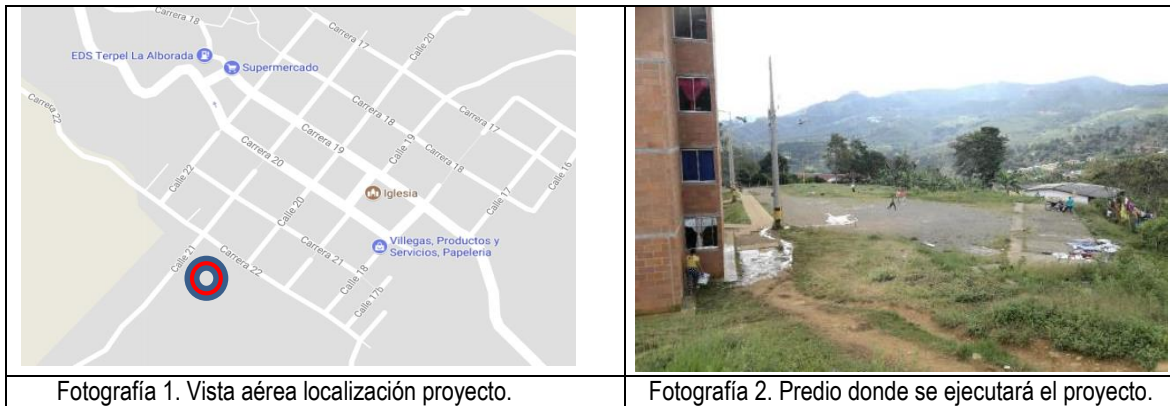 Carrera 18
Carrera 17
Calle 20
EDS Terpel La Alborada
Supermercado
Carrera 22
Carrera 18
Carrera 17
Carrera 19
Calle 19
Carrera 20
Carrera 18
Calle 16
Calle 22
Iglesia
Calle 17
Calle 20
Villegas, Productos y
Servicios, Papeleria
Calle 21
Carrera 21
Carrera 22
Calle 18
Calle 17b
Fotografía 1. Vista aérea localización proyecto.
Fotografía 2. Predio donde se ejecutará el proyecto.